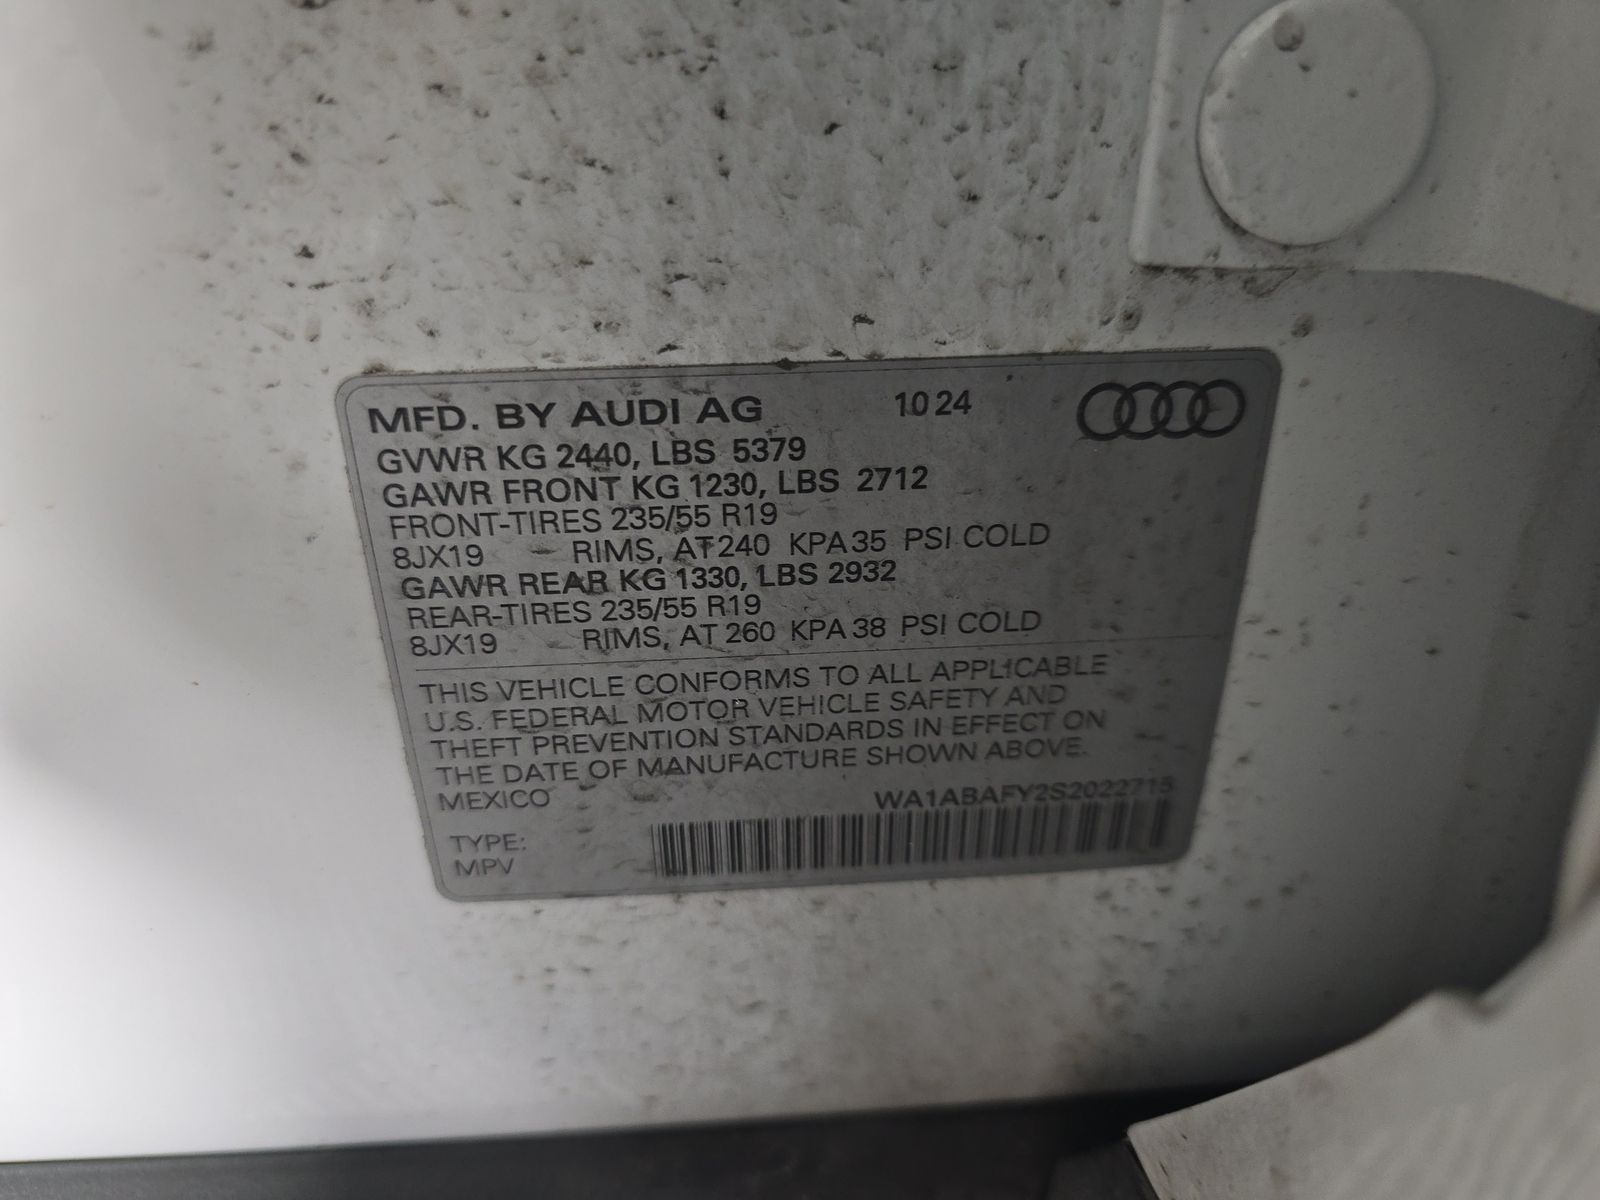 MFD. BY AUDI AG 10 24
GVWR KG 2440, LBS 5379
GAWR FRONT KG 1230, LBS 2712
FRONT-TIRES 235/55 R19
8JX19 – RIMS, AT 240 KPA 35 PSI COLD
GAWR REAR KG 1330, LBS 2932
REAR-TIRES 235/55 R19
8JX19 RIMS, AT 260 KPA 38 PSI COLD
THIS VEHICLE CONFORMS TO ALL APPLICABLE
U.S. FEDERAL MOTOR VEHICLE SAFETY AND
THEFT PREVENTION STANDARDS IN EFFECT ON
THE DATE OF MANUFACTURE SHOWN ABOVE.
MEXICO WA1ABAFY2S2022715
TYPE:
MPV